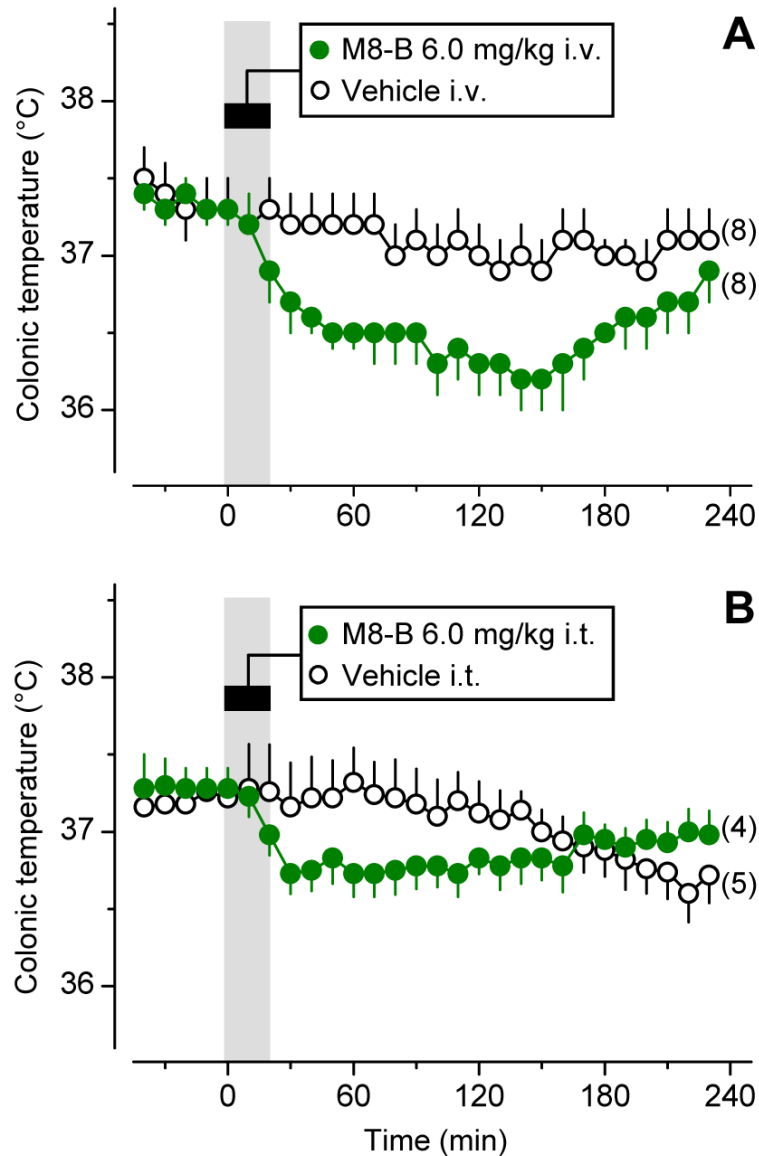 A
M8-B 6.0 mg/kg i.v.
Vehicle i.v.
Colonic temperature (°C)
38
37
36
(8)
(8)
0 60 120 180 240
B
M8-B 6.0 mg/kg i.t.
Vehicle i.t.
Colonic temperature (°C)
38
37
36
(4)
(5)
0 60 120 180 240
Time (min)